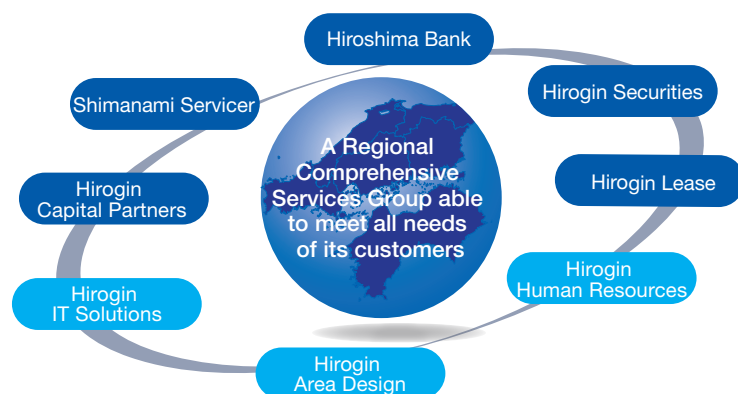 Hiroshima Bank
Shimanami Servicer
Hirogin Securities
A Regional
Comprehensive
Services Group able
to meet all needs
of its customers
Hirogin
Capital Partners
Hirogin Lease
Hirogin
IT Solutions
Hirogin
Human Resources
Hirogin
Area Design